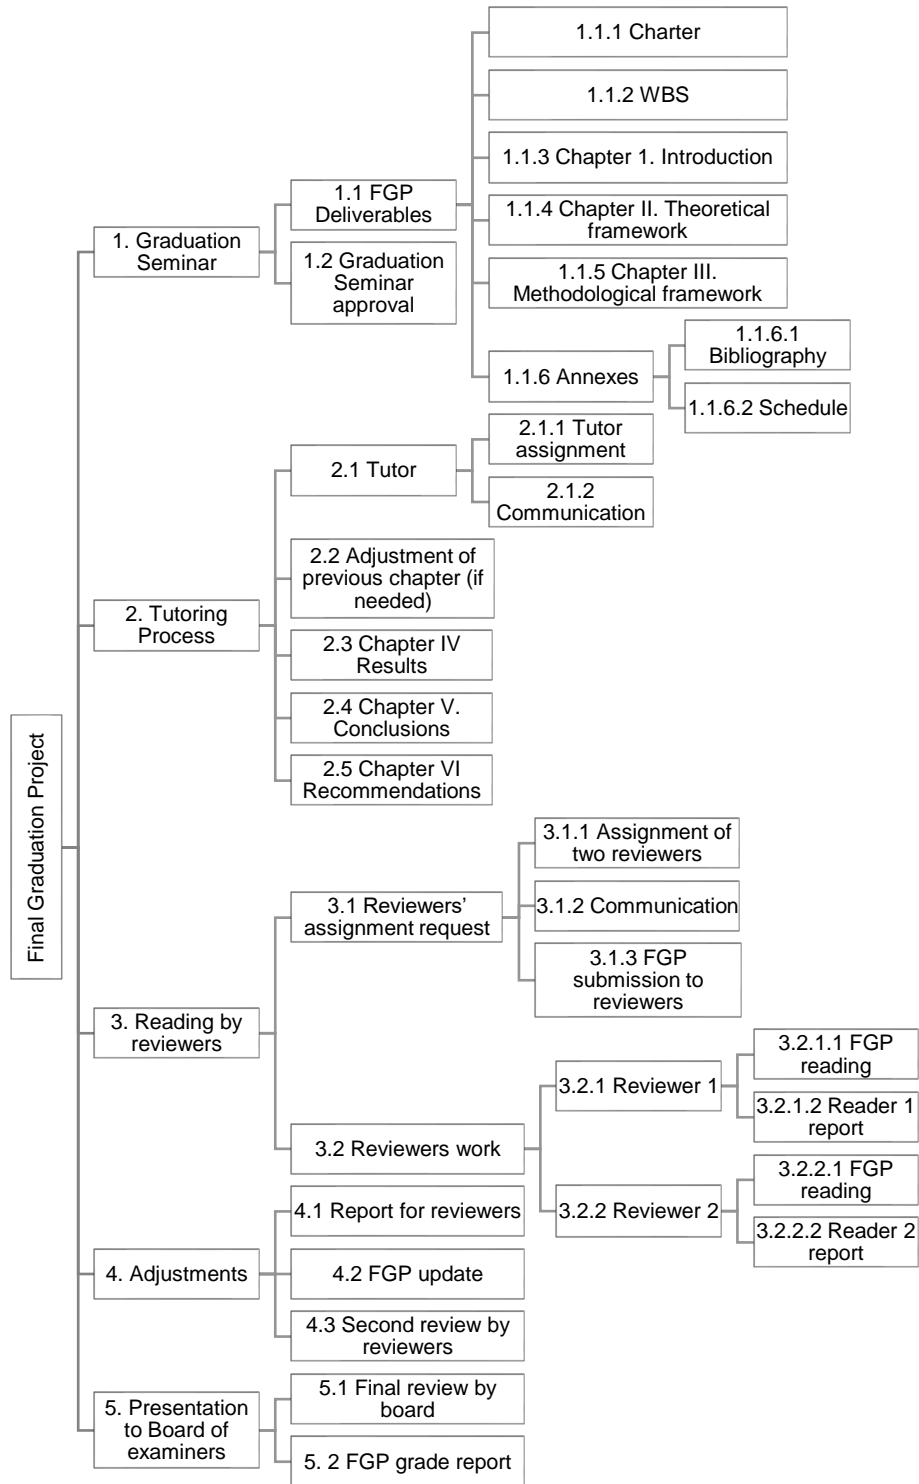 Final Graduation Project
1. Graduation
Seminar
1.1 FGP
Deliverables
1.1.1 Charter
1.1.2 WBS
1.1.3 Chapter 1. Introduction
1.1.4 Chapter II. Theoretical
framework
1.1.5 Chapter III.
Methodological framework
1.1.6 Annexes
1.1.6.1
Bibliography
1.1.6.2 Schedule
1.2 Graduation
Seminar
approval
2. Tutoring
Process
2.1 Tutor
2.1.1 Tutor
assignment
2.1.2
Communication
2.2 Adjustment of
previous chapter (if
needed)
2.3 Chapter IV
Results
2.4 Chapter V.
Conclusions
2.5 Chapter VI
Recommendations
3. Reading by
reviewers
3.1 Reviewers’
assignment request
3.1.1 Assignment of
two reviewers
3.1.2 Communication
3.1.3 FGP
submission to
reviewers
3.2 Reviewers work
3.2.1 Reviewer 1
3.2.1.1 FGP
reading
3.2.1.2 Reader 1
report
3.2.2 Reviewer 2
3.2.2.1 FGP
reading
3.2.2.2 Reader 2
report
4. Adjustments
4.1 Report for reviewers
4.2 FGP update
4.3 Second review by
reviewers
5. Presentation
to Board of
examiners
5.1 Final review by
board
5. 2 FGP grade report